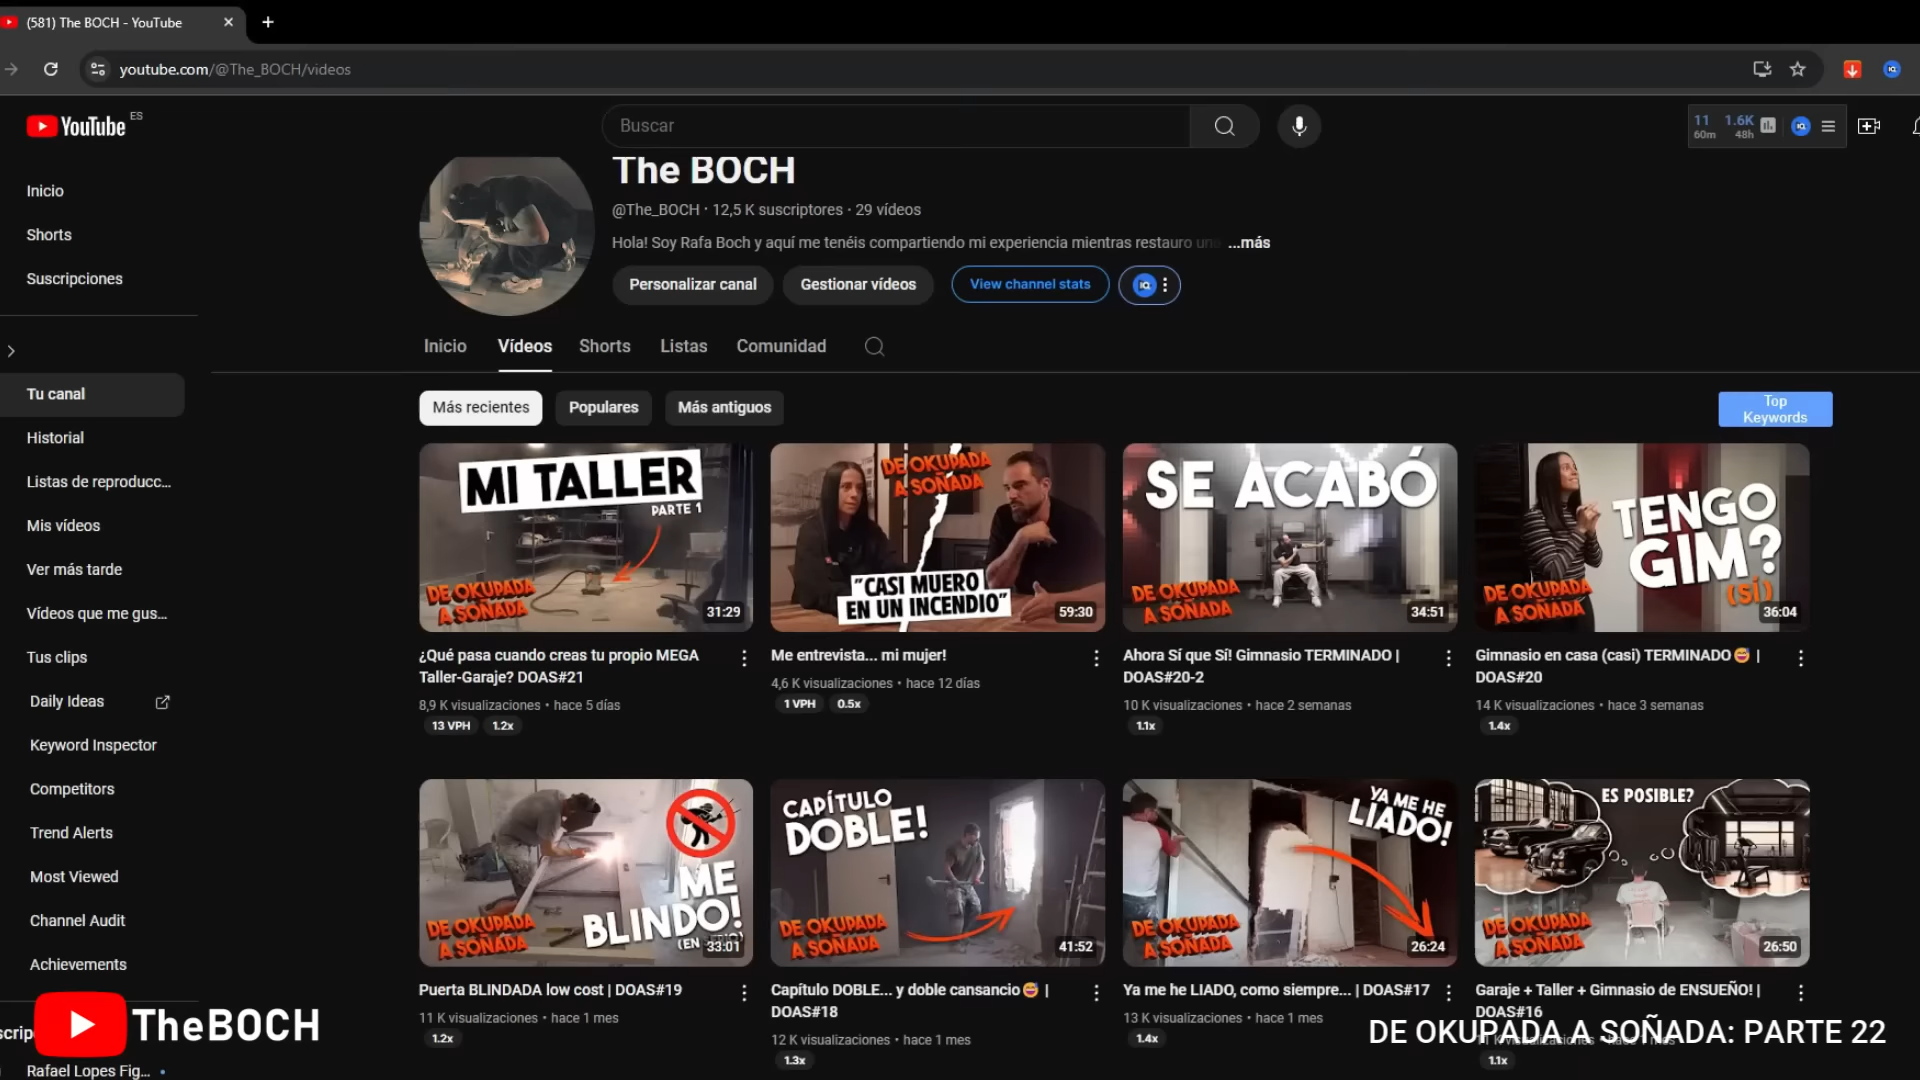 (581) The BOCH - YouTube
youtube.com/@The_BOCH/videos
YouTube ES
Buscar
11 60m
1.6K 48h
Inicio
Shorts
Suscripciones
Tu canal
Historial
Listas de reproducc...
Mis vídeos
Ver más tarde
Vídeos que me gus...
Tus clips
Daily Ideas
Keyword Inspector
Competitors
Trend Alerts
Most Viewed
Channel Audit
Achievements
Rafael Lopes Fig...
The BOCH
@The_BOCH · 12,5 K suscriptores · 29 vídeos
Hola! Soy Rafa Boch y aquí me tenéis compartiendo mi experiencia mientras restauro una ...más
Personalizar canal
Gestionar vídeos
View channel stats
Inicio
Vídeos
Shorts
Listas
Comunidad
Más recientes
Populares
Más antiguos
Top
Keywords
MI TALLER
PARTE 1
DE OKUPADA
A SOÑADA
31:29
¿Qué pasa cuando creas tu propio MEGA
Taller-Garaje? DOAS#21
8,9 K visualizaciones • hace 5 días
13 VPH
1.2x
DE OKUPADA
A SOÑADA
"CASI MUERO
EN UN INCENDIO"
59:30
Me entrevista... mi mujer!
4,6 K visualizaciones • hace 12 días
1 VPH
0.5x
SE ACABÓ
DE OKUPADA
A SOÑADA
34:51
Ahora Sí que Sí! Gimnasio TERMINADO |
DOAS#20-2
10 K visualizaciones • hace 2 semanas
1.1x
TENGO
GIM?
(SÍ)
DE OKUPADA
A SOÑADA
36:04
Gimnasio en casa (casi) TERMINADO😅 |
DOAS#20
14 K visualizaciones • hace 3 semanas
1.4x
ME
BLINDO!
DE OKUPADA
A SOÑADA
33:01
Puerta BLINDADA low cost | DOAS#19
11 K visualizaciones • hace 1 mes
1.2x
CAPÍTULO
DOBLE!
DE OKUPADA
A SOÑADA
41:52
Capítulo DOBLE... y doble cansancio😅 |
DOAS#18
12 K visualizaciones • hace 1 mes
1.3x
YA ME HE
LIADO!
DE OKUPADA
A SOÑADA
26:24
Ya me he LIADO, como siempre... | DOAS#17
13 K visualizaciones • hace 1 mes
1.4x
ES POSIBLE?
DE OKUPADA
A SOÑADA
26:50
Garaje + Taller + Gimnasio de ENSUEÑO! |
DOAS#16
1.1x
TheBOCH
DE OKUPADA A SOÑADA: PARTE 22